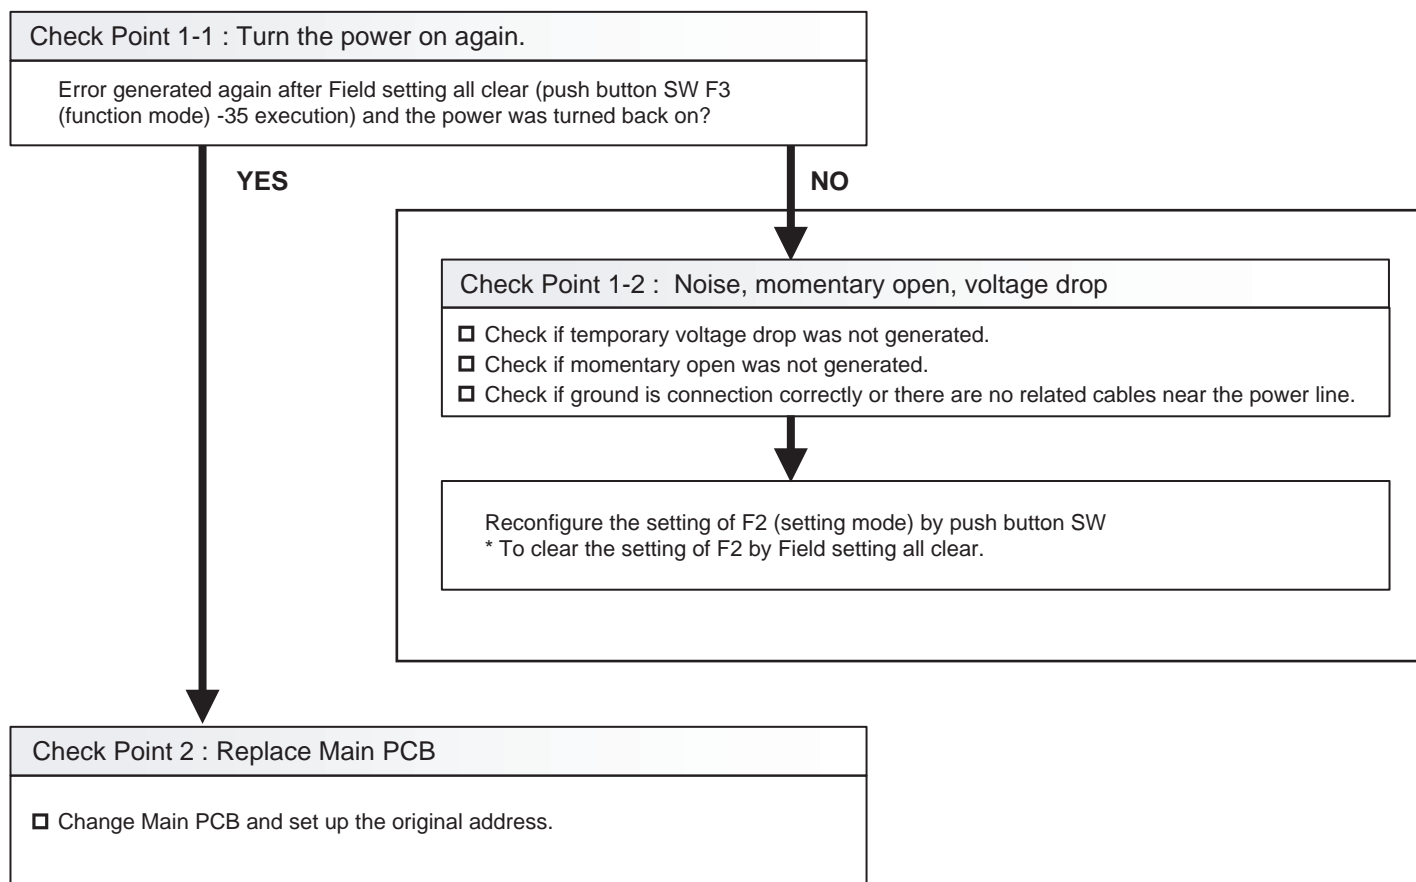 Check Point 1-1 : Turn the power on again.
Error generated again after Field setting all clear (push button SW F3
(function mode) -35 execution) and the power was turned back on?
YES
NO
Check Point 1-2 :  Noise, momentary open, voltage drop
Check if temporary voltage drop was not generated.
Check if momentary open was not generated.
Check if ground is connection correctly or there are no related cables near the power line.
Reconfigure the setting of F2 (setting mode) by push button SW
* To clear the setting of F2 by Field setting all clear.
Check Point 2 : Replace Main PCB
Change Main PCB and set up the original address.